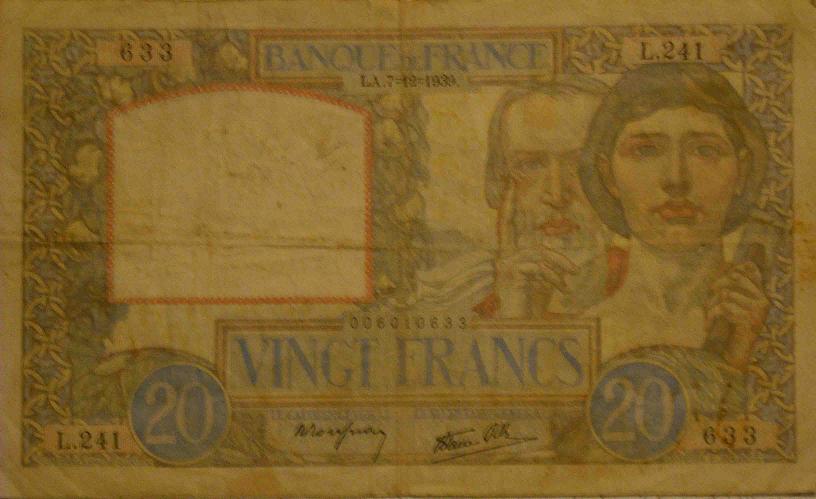 633
BANQUE DE FRANCE
L.241
LA.7=12=1939.
006010633
VINGT FRANCS
20
20
L.241
633